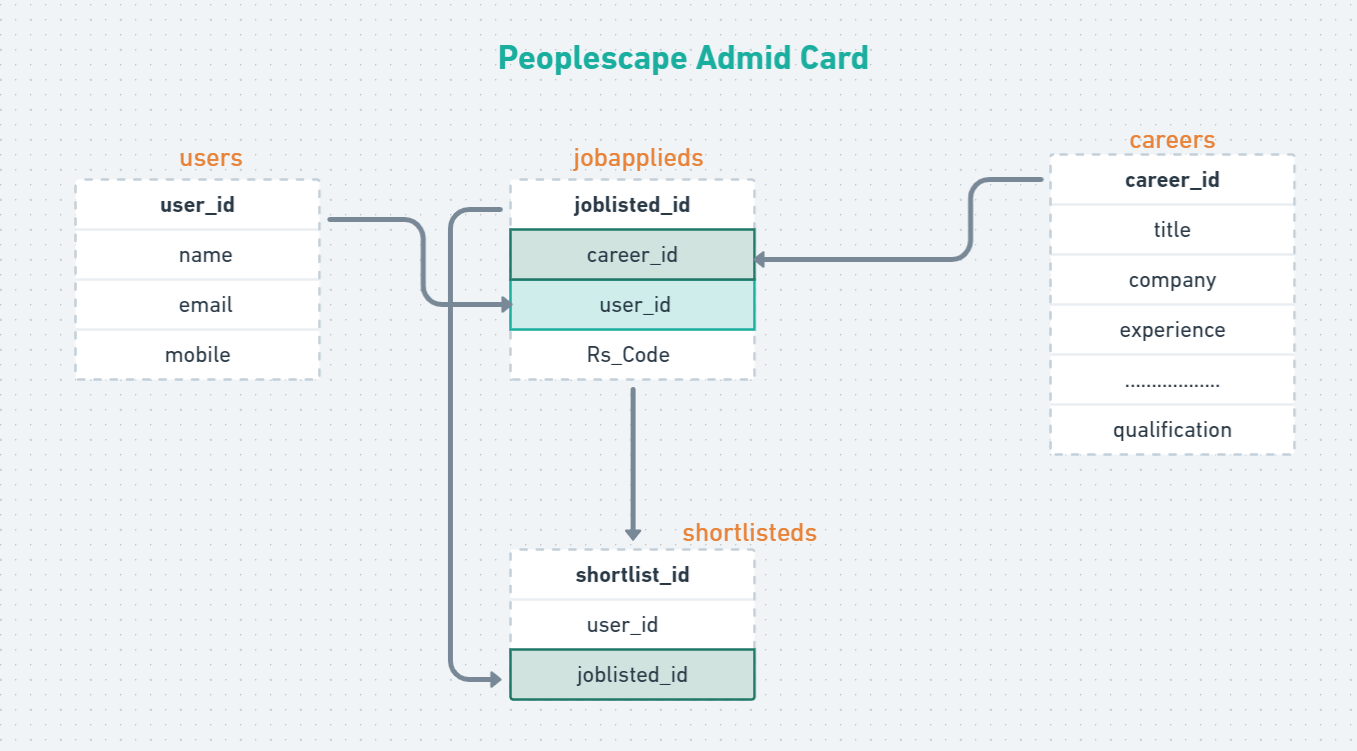 Peoplescape Admid Card
users
user_id
name
email
mobile
jobapplieds
joblisted_id
career_id
user_id
Rs_Code
careers
career_id
title
company
experience
..................
qualification
shortlisteds
shortlist_id
user_id
joblisted_id